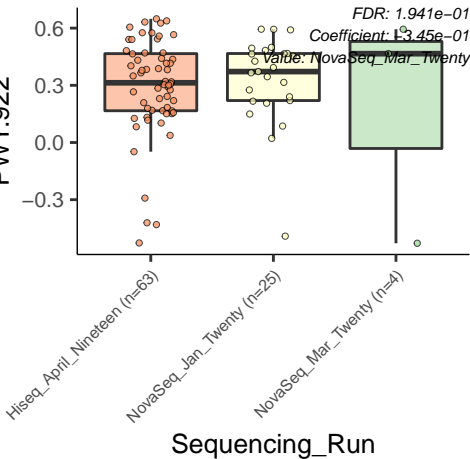 FDR: 1.941e-01
Coefficient: -3.45e-01
Value: NovaSeq_Mar_Twenty
0.6
0.3
0.0
−0.3
Hiseq_April_Nineteen (n=63)
NovaSeq_Jan_Twenty (n=25)
NovaSeq_Mar_Twenty (n=4)
Sequencing_Run